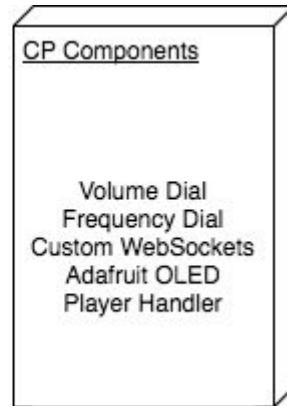 CP Components
Volume Dial
Frequency Dial
Custom WebSockets
Adafruit OLED
Player Handler